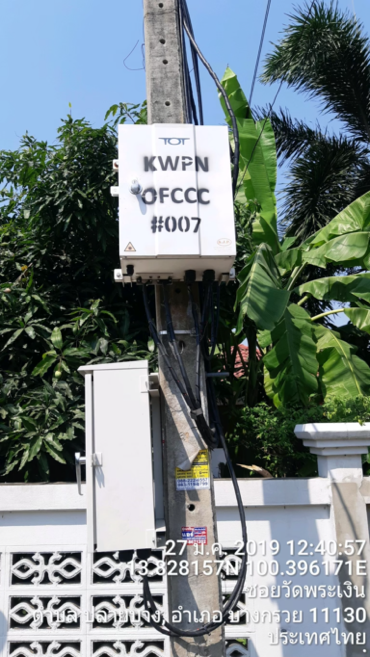 TOT
KWPN
OFCCC
#007
27 มี.ค. 2019 12:40:57
13.828157N 100.396171E
ซอยวัดพระเงิน
ตำบล ปลายบาง อำเภอ บางกรวย 11130
ประเทศไทย